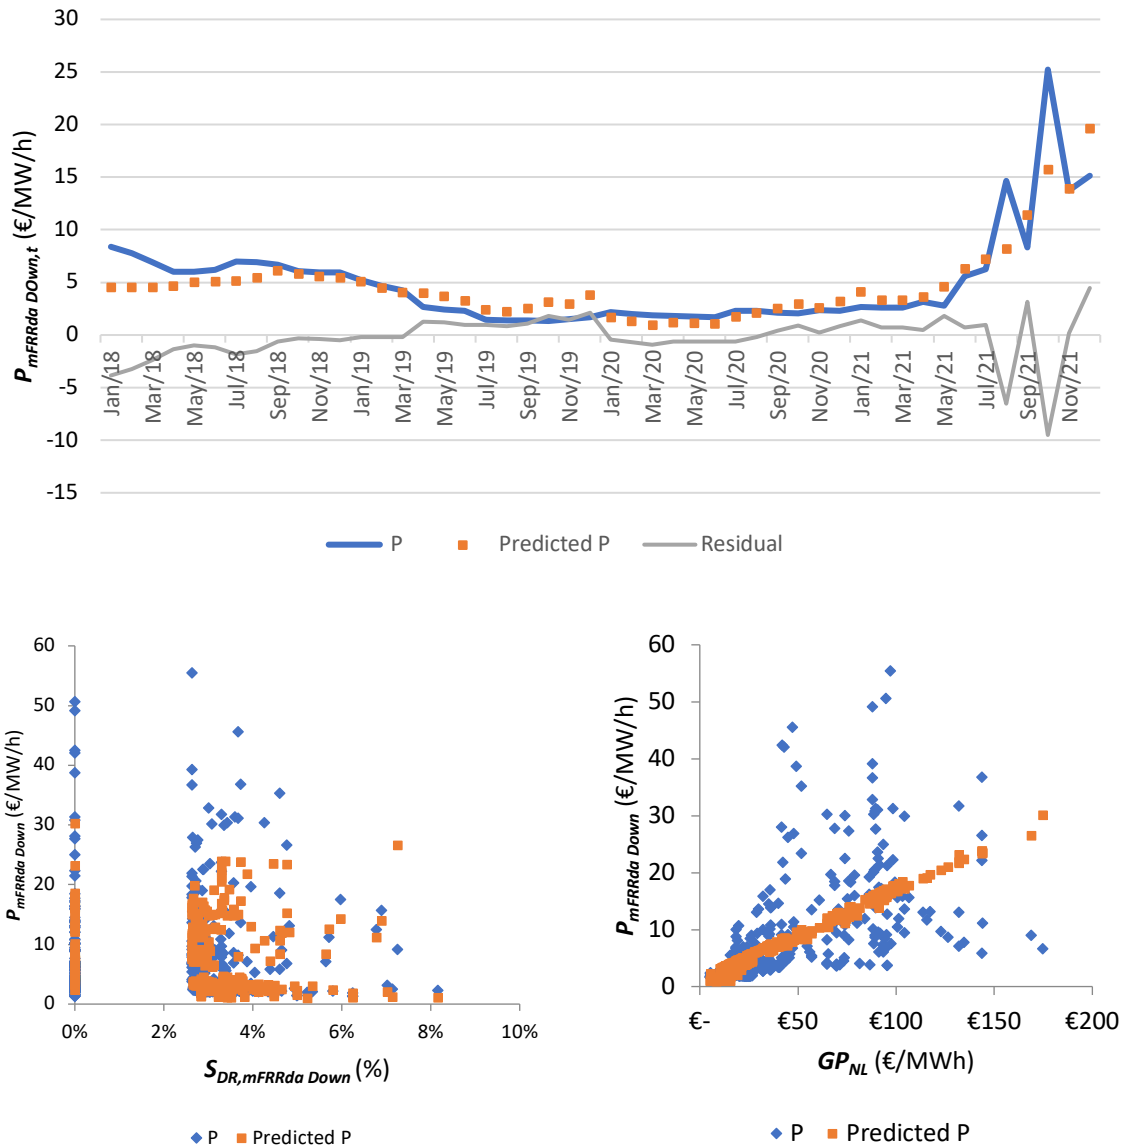 30
25
20
15
10
5
0
-5
-10
-15
P mFRRda DOwn,t (€/MW/h)
Jan/18 Mar/18 May/18 Jul/18 Sep/18 Nov/18 Jan/19 Mar/19 May/19 Jul/19 Sep/19 Nov/19 Jan/20 Mar/20 May/20 Jul/20 Sep/20 Nov/20 Jan/21 Mar/21 May/21 Jul/21 Sep/21 Nov/21
P Predicted P Residual
60
50
40
30
20
10
0
P mFRRda Down (€/MW/h)
0% 2% 4% 6% 8% 10%
S DR,mFRRda Down (%)
P Predicted P
60
50
40
30
20
10
0
P mFRRda Down (€/MW/h)
€- €50 €100 €150 €200
GP NL (€/MWh)
P Predicted P